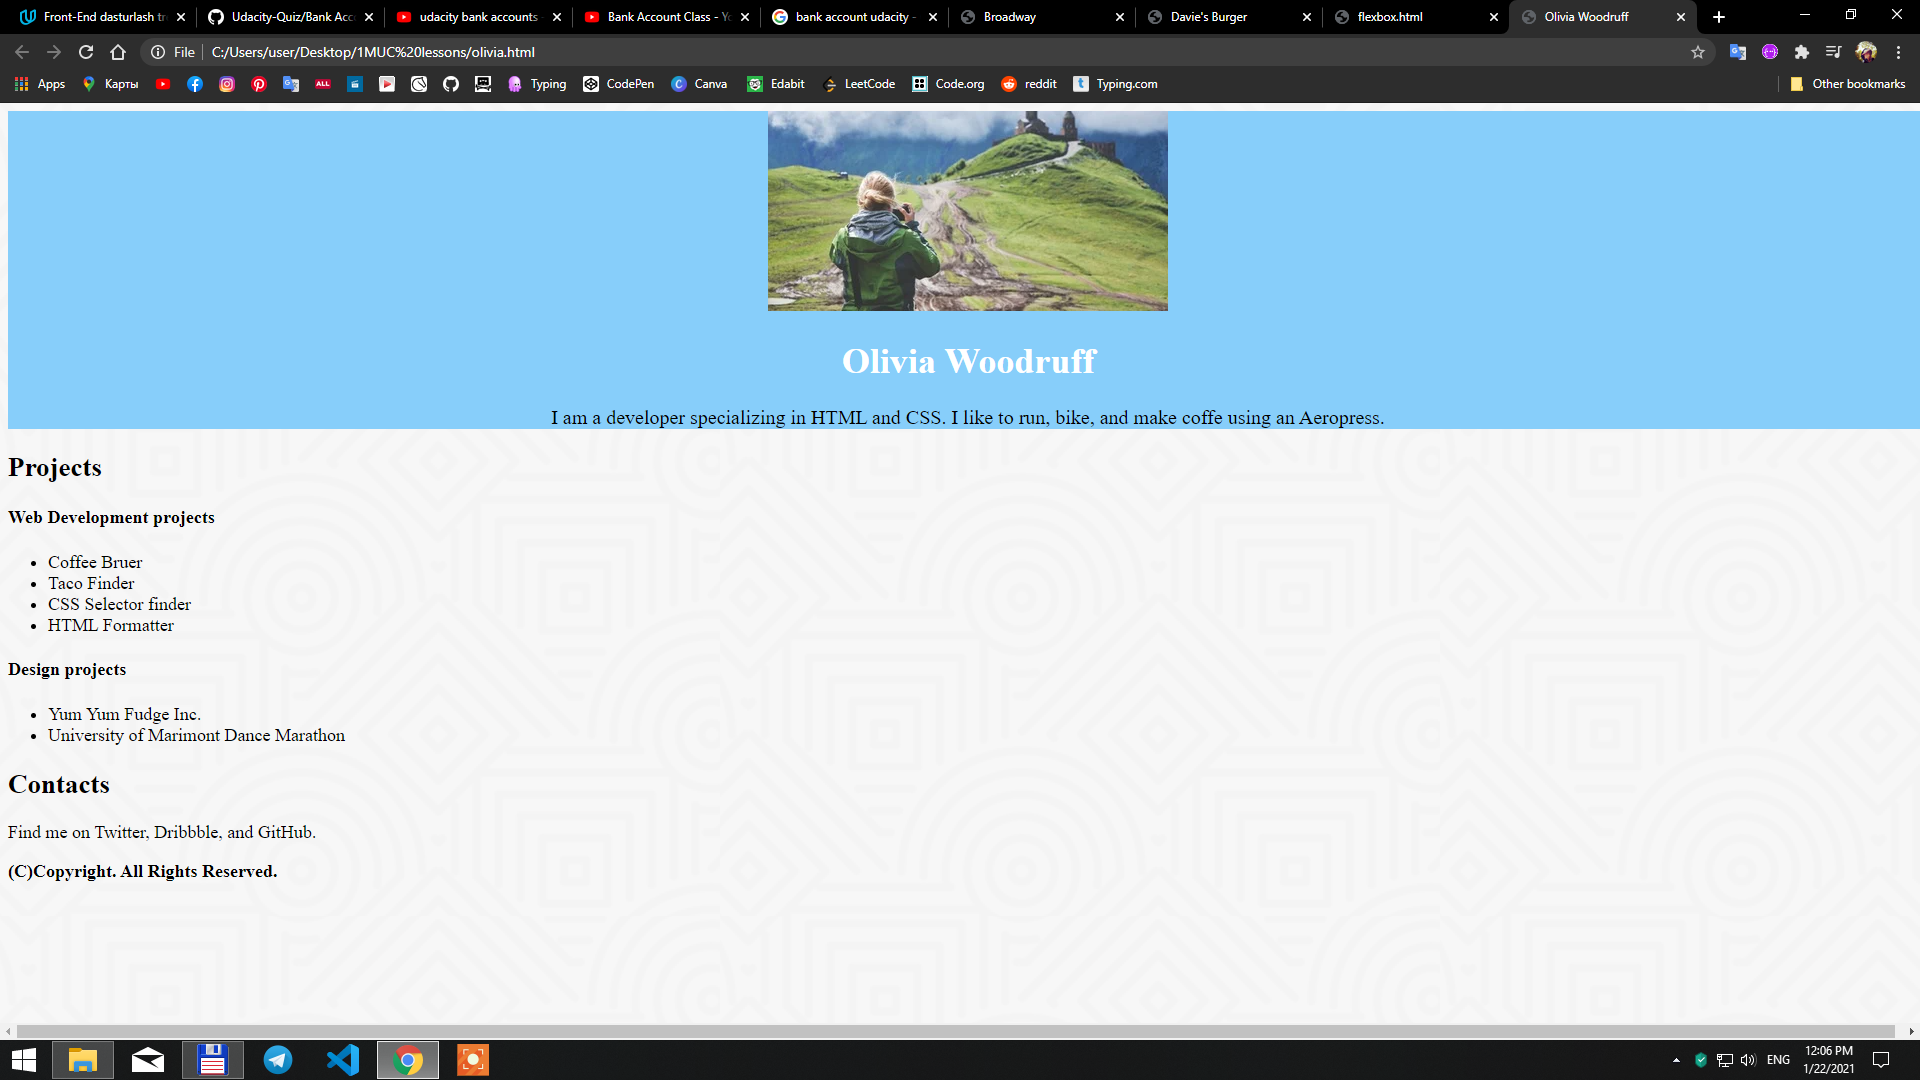 Front-End dasturlash tr
Udacity-Quiz/Bank Acc
udacity bank accounts
Bank Account Class - Yo
bank account udacity -
Broadway
Davie's Burger
flexbox.html
Olivia Woodruff
File
C:/Users/user/Desktop/1MUC%20lessons/olivia.html
Apps
Карты
ALL
Typing
CodePen
Canva
Edabit
LeetCode
Code.org
reddit
Typing.com
Other bookmarks
Olivia Woodruff
I am a developer specializing in HTML and CSS. I like to run, bike, and make coffe using an Aeropress.
Projects
Web Development projects
• Coffee Bruer
• Taco Finder
• CSS Selector finder
• HTML Formatter
Design projects
• Yum Yum Fudge Inc.
• University of Marimont Dance Marathon
Contacts
Find me on Twitter, Dribbble, and GitHub.
(C)Copyright. All Rights Reserved.
ENG
12:06 PM
1/22/2021